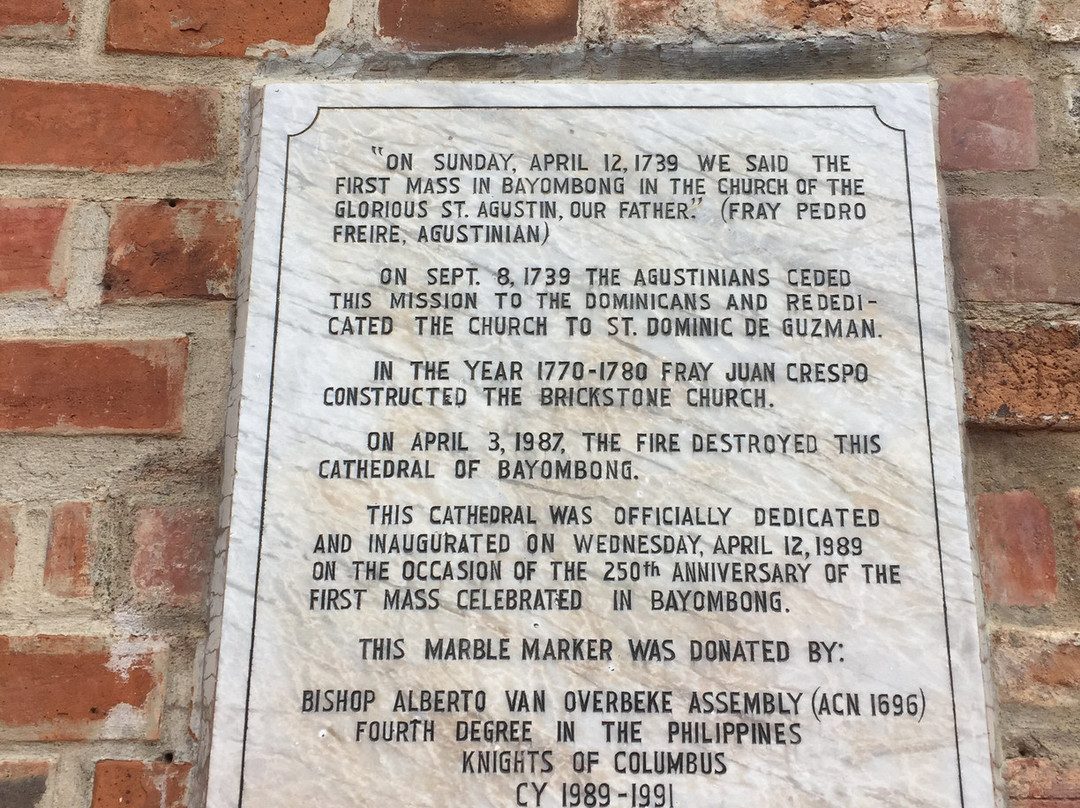 "ON SUNDAY, APRIL 12, 1739 WE SAID THE
FIRST MASS IN BAYOMBONG IN THE CHURCH OF THE
GLORIOUS ST. AGUSTIN, OUR FATHER." (FRAY PEDRO
FREIRE, AGUSTINIAN)
ON SEPT. 8, 1739 THE AGUSTINIANS CEDED
THIS MISSION TO THE DOMINICANS AND REDEDI-
CATED THE CHURCH TO ST. DOMINIC DE GUZMAN.
IN THE YEAR 1770-1780 FRAY JUAN CRESPO
CONSTRUCTED THE BRICKSTONE CHURCH.
ON APRIL 3, 1987, THE FIRE DESTROYED THIS
CATHEDRAL OF BAYOMBONG.
THIS CATHEDRAL WAS OFFICIALLY DEDICATED
AND INAUGURATED ON WEDNESDAY, APRIL 12, 1989
ON THE OCCASION OF THE 250th ANNIVERSARY OF THE
FIRST MASS CELEBRATED IN BAYOMBONG.
THIS MARBLE MARKER WAS DONATED BY:
BISHOP ALBERTO VAN OVERBEKE ASSEMBLY (ACN 1696)
FOURTH DEGREE IN THE PHILIPPINES
KNIGHTS OF COLUMBUS
CY 1989-1991